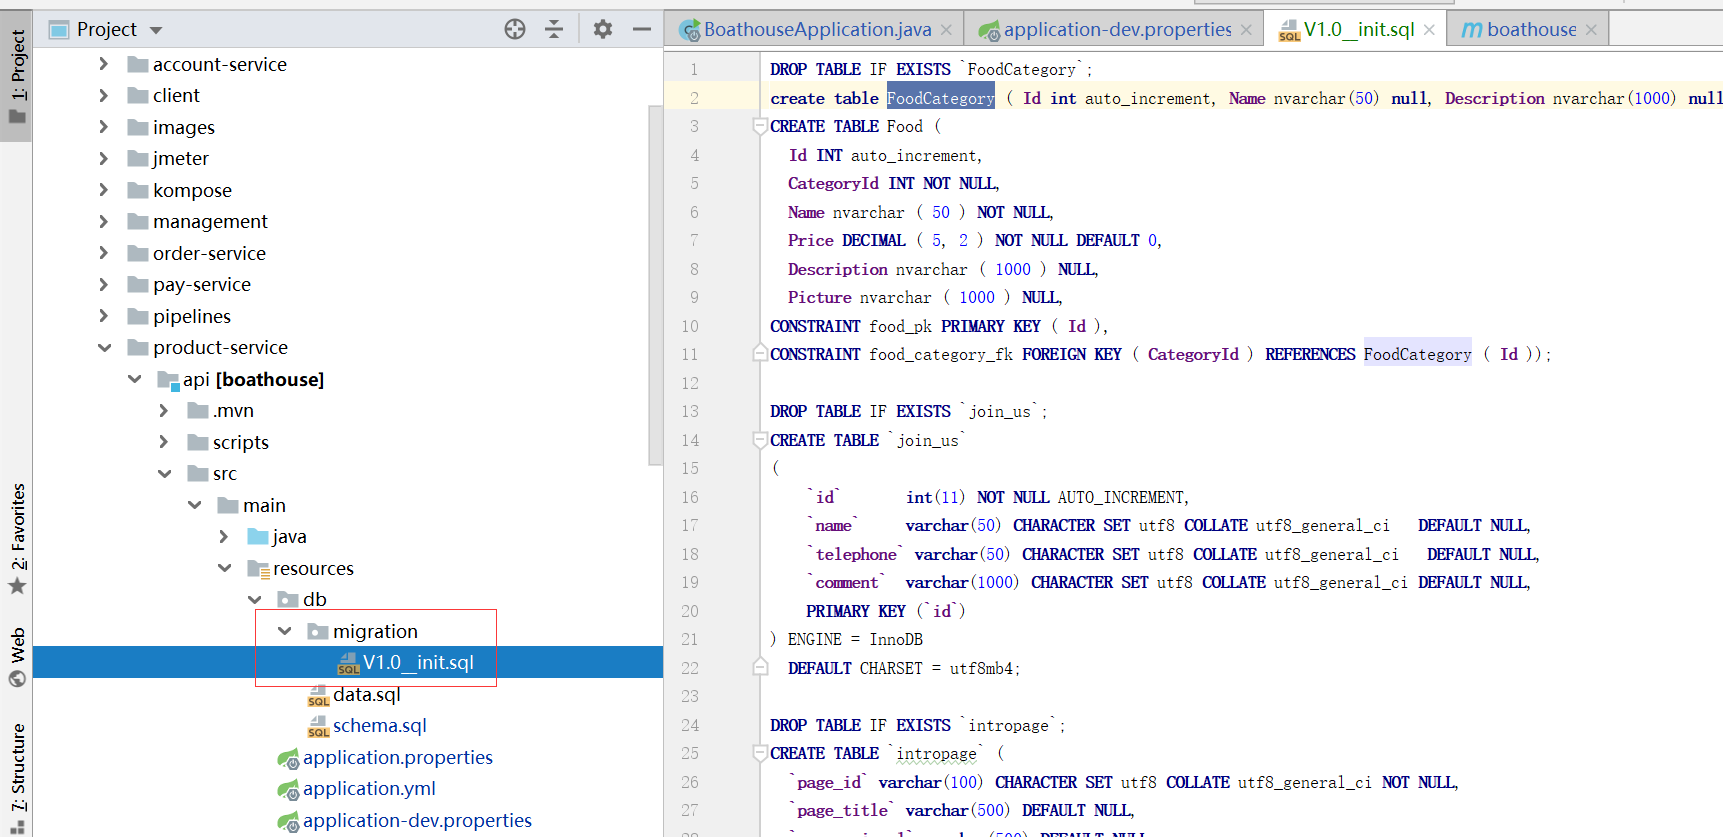 Project
BoathouseApplication.java
application-dev.properties
V1.0__init.sql
boathouse
1: Project
2: Favorites
Web
7: Structure
account-service
client
images
jmeter
kompose
management
order-service
pay-service
pipelines
product-service
api [boathouse]
.mvn
scripts
src
main
java
resources
db
migration
V1.0__init.sql
data.sql
schema.sql
application.properties
application.yml
application-dev.properties
1 DROP TABLE IF EXISTS `FoodCategory`;
2 create table FoodCategory ( Id int auto_increment, Name nvarchar(50) null, Description nvarchar(1000) null
3 CREATE TABLE Food (
4 Id INT auto_increment,
5 CategoryId INT NOT NULL,
6 Name nvarchar ( 50 ) NOT NULL,
7 Price DECIMAL ( 5, 2 ) NOT NULL DEFAULT 0,
8 Description nvarchar ( 1000 ) NULL,
9 Picture nvarchar ( 1000 ) NULL,
10 CONSTRAINT food_pk PRIMARY KEY ( Id ),
11 CONSTRAINT food_category_fk FOREIGN KEY ( CategoryId ) REFERENCES FoodCategory ( Id ));
12
13 DROP TABLE IF EXISTS `join_us`;
14 CREATE TABLE `join_us`
15 (
16 `id` int(11) NOT NULL AUTO_INCREMENT,
17 `name` varchar(50) CHARACTER SET utf8 COLLATE utf8_general_ci DEFAULT NULL,
18 `telephone` varchar(50) CHARACTER SET utf8 COLLATE utf8_general_ci DEFAULT NULL,
19 `comment` varchar(1000) CHARACTER SET utf8 COLLATE utf8_general_ci DEFAULT NULL,
20 PRIMARY KEY (`id`)
21 ) ENGINE = InnoDB
22 DEFAULT CHARSET = utf8mb4;
23
24 DROP TABLE IF EXISTS `intropage`;
25 CREATE TABLE `intropage` (
26 `page_id` varchar(100) CHARACTER SET utf8 COLLATE utf8_general_ci NOT NULL,
27 `page_title` varchar(500) DEFAULT NULL,